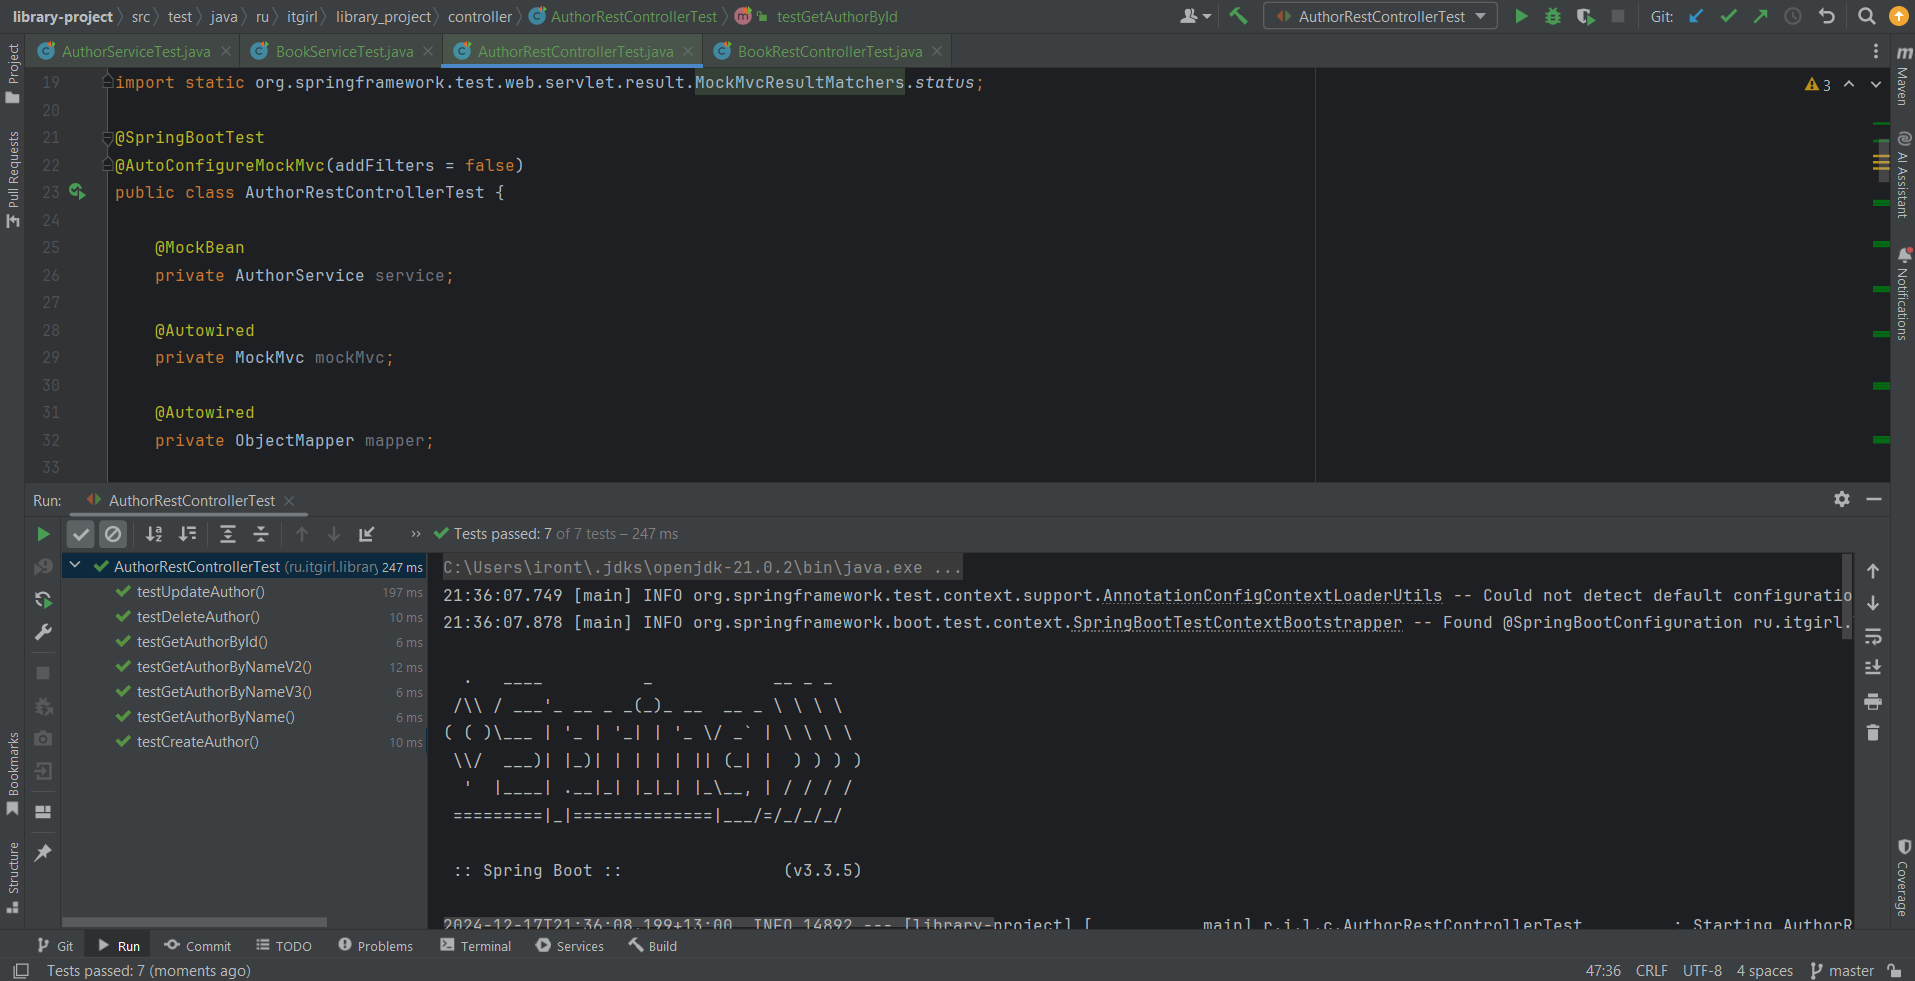 library-project src test java ru itgirl library_project controller AuthorRestControllerTest testGetAuthorById AuthorRestControllerTest Git:
AuthorServiceTest.java BookServiceTest.java AuthorRestControllerTest.java BookRestControllerTest.java
Project
Pull Requests
Bookmarks
Structure
Maven
AI Assistant
Notifications
Coverage
3
19 import static org.springframework.test.web.servlet.result.MockMvcResultMatchers.status;
20
21 @SpringBootTest
22 @AutoConfigureMockMvc(addFilters = false)
23 public class AuthorRestControllerTest {
24
25 @MockBean
26 private AuthorService service;
27
28 @Autowired
29 private MockMvc mockMvc;
30
31 @Autowired
32 private ObjectMapper mapper;
33
Run: AuthorRestControllerTest
Tests passed: 7 of 7 tests – 247 ms
AuthorRestControllerTest (ru.itgirl.library 247 ms
testUpdateAuthor() 197 ms
testDeleteAuthor() 10 ms
testGetAuthorById() 6 ms
testGetAuthorByNameV2() 12 ms
testGetAuthorByNameV3() 6 ms
testGetAuthorByName() 6 ms
testCreateAuthor() 10 ms
C:\Users\iront\.jdks\openjdk-21.0.2\bin\java.exe ...
21:36:07.749 [main] INFO org.springframework.test.context.support.AnnotationConfigContextLoaderUtils -- Could not detect default configuratio
21:36:07.878 [main] INFO org.springframework.boot.test.context.SpringBootTestContextBootstrapper -- Found @SpringBootConfiguration ru.itgirl.
  .   ____          _            __ _ _
 /\\ / ___'_ __ _ _(_)_ __  __ _ \ \ \ \
( ( )\___ | '_ | '_| | '_ \/ _` | \ \ \ \
 \\/  ___)| |_)| | | | | || (_| |  ) ) ) )
  '  |____| .__|_| |_|_| |_\__, | / / / /
 =========|_|==============|___/=/_/_/_/
:: Spring Boot :: (v3.3.5)
2024-12-17T21:36:08.199+13:00 INFO 14892 --- [library-project] [ main] r.i.l.c.AuthorRestControllerTest : Starting AuthorR
Git Run Commit TODO Problems Terminal Services Build
Tests passed: 7 (moments ago) 47:36 CRLF UTF-8 4 spaces master